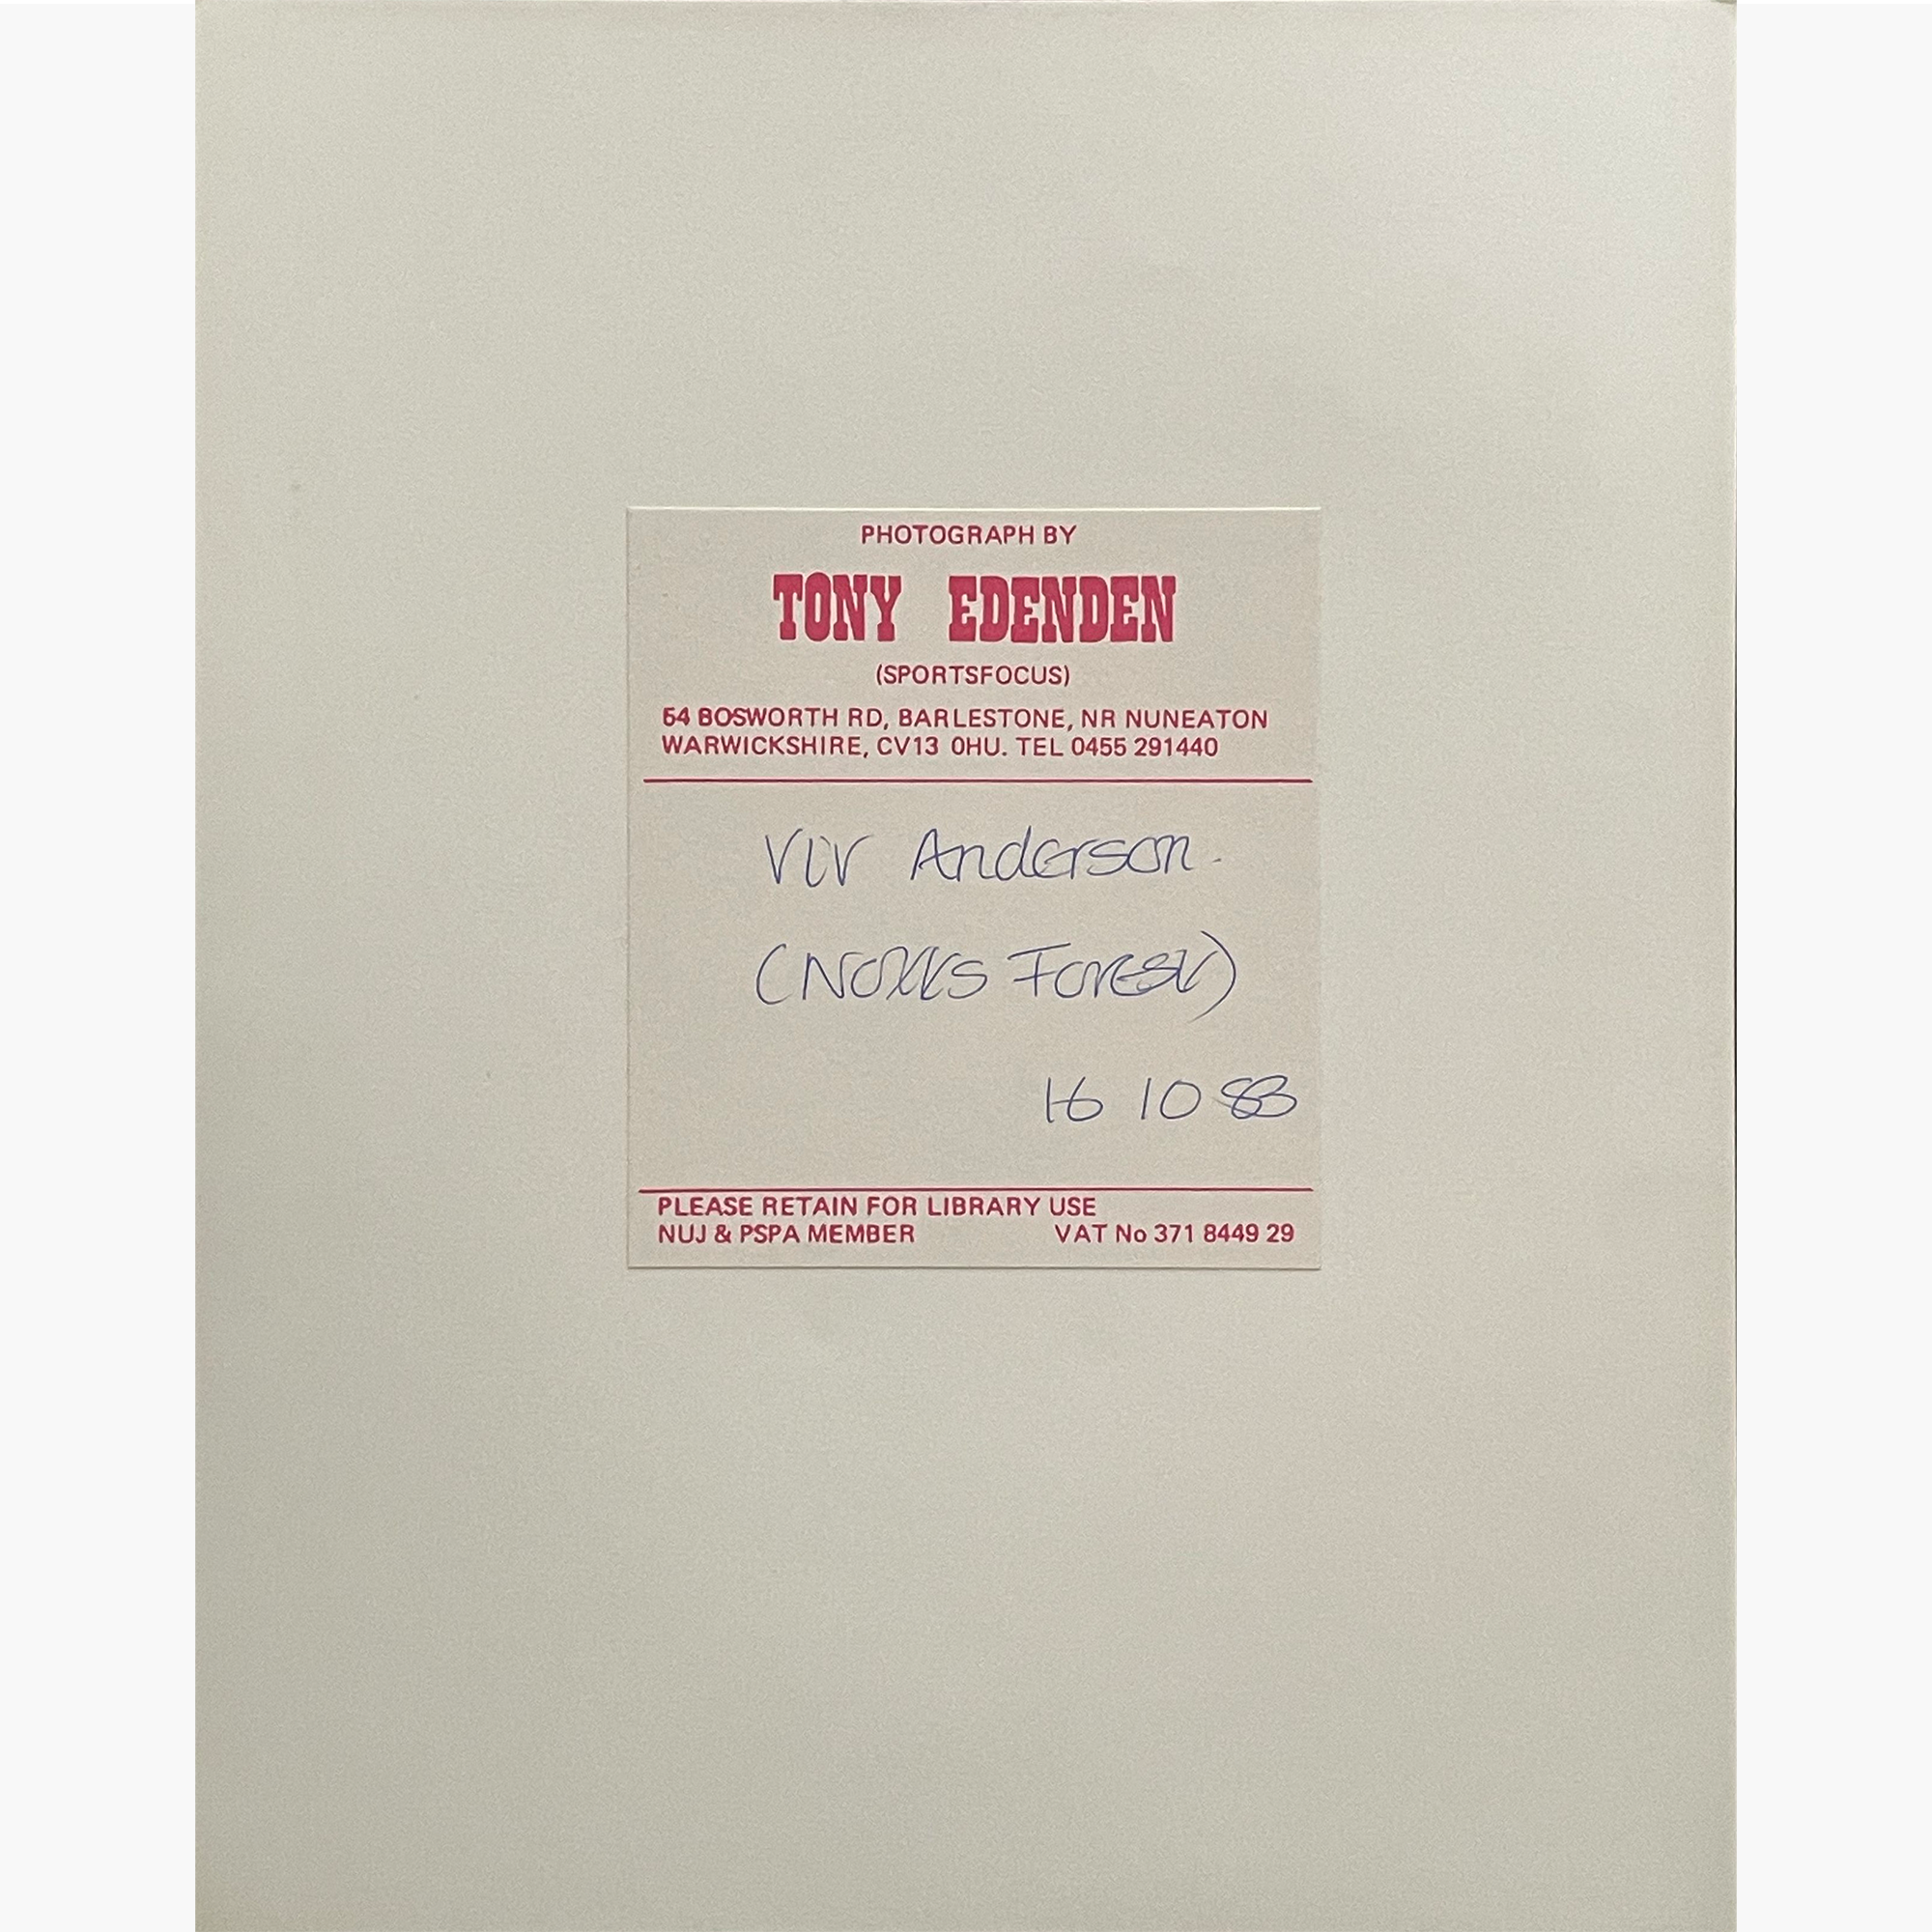 PHOTOGRAPH BY
TONY EDENDEN
(SPORTSFOCUS)
54 BOSWORTH RD, BARLESTONE, NR NUNEATON
WARWICKSHIRE, CV13 0HU. TEL 0455 291440
Viv Anderson.
(Notts Forest)
16 10 83
PLEASE RETAIN FOR LIBRARY USE
NUJ & PSPA MEMBER VAT No 371 8449 29